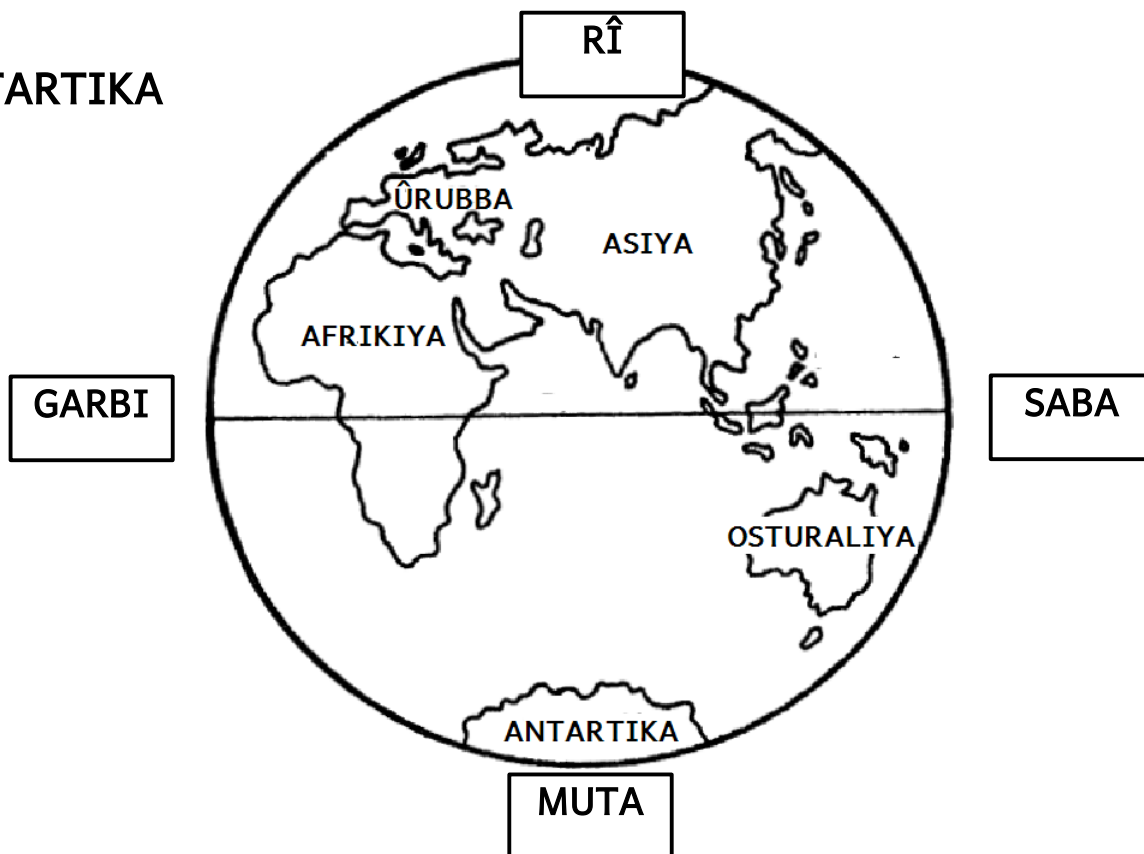 RÎ
TARTIKA
ÛRUBBA
ASIYA
AFRIKIYA
GARBI
SABA
OSTURALIYA
ANTARTIKA
MUTA